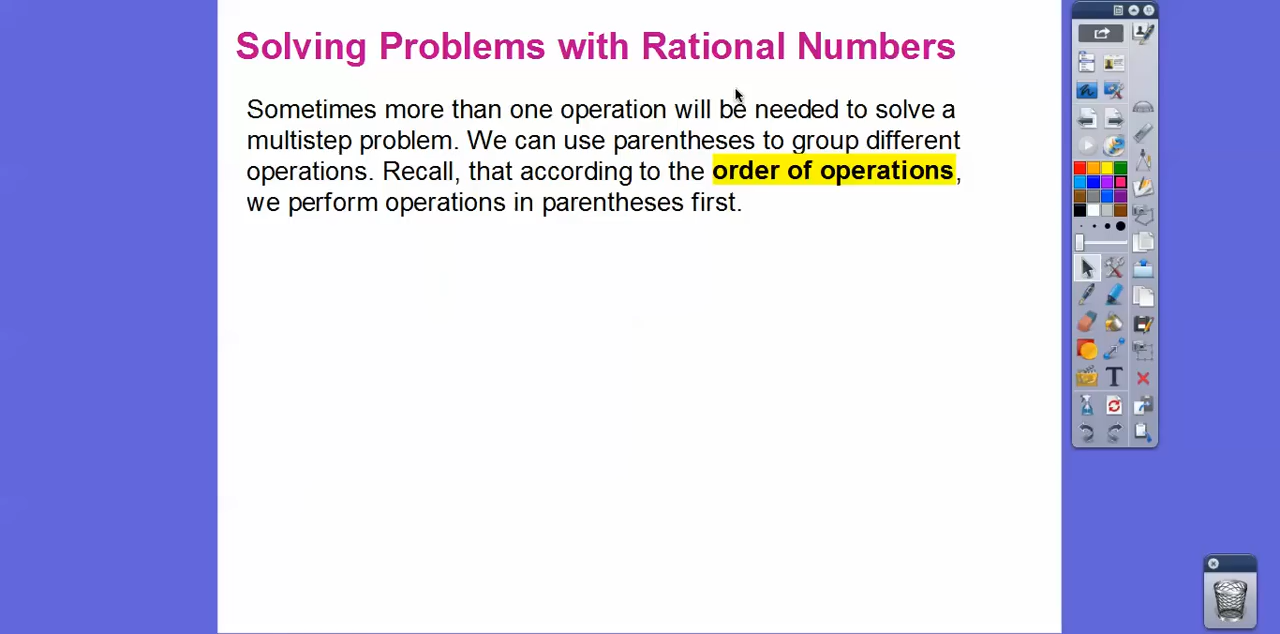 Solving Problems with Rational Numbers
Sometimes more than one operation will be needed to solve a
multistep problem. We can use parentheses to group different
operations. Recall, that according to the order of operations,
we perform operations in parentheses first.